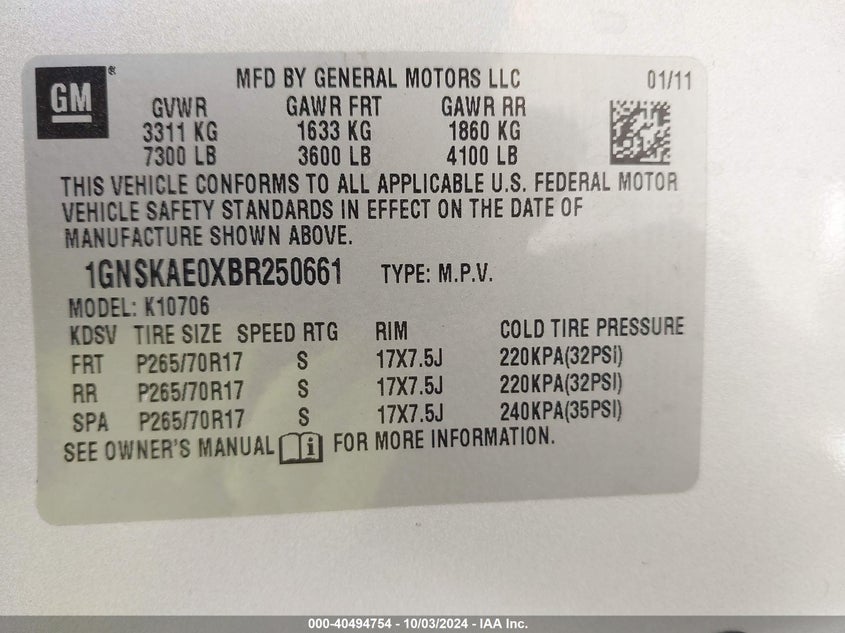 GM®
MFD BY GENERAL MOTORS LLC 01/11
GVWR GAWR FRT GAWR RR
3311 KG 1633 KG 1860 KG
7300 LB 3600 LB 4100 LB
THIS VEHICLE CONFORMS TO ALL APPLICABLE U.S. FEDERAL MOTOR
VEHICLE SAFETY STANDARDS IN EFFECT ON THE DATE OF
MANUFACTURE SHOWN ABOVE.
1GNSKAE0XBR250661 TYPE: M.P.V.
MODEL: K10706
KDSV TIRE SIZE SPEED RTG RIM COLD TIRE PRESSURE
FRT P265/70R17 S 17X7.5J 220KPA(32PSI)
RR P265/70R17 S 17X7.5J 220KPA(32PSI)
SPA P265/70R17 S 17X7.5J 240KPA(35PSI)
SEE OWNER'S MANUAL i FOR MORE INFORMATION.
000-40494754 - 10/03/2024 - IAA Inc.